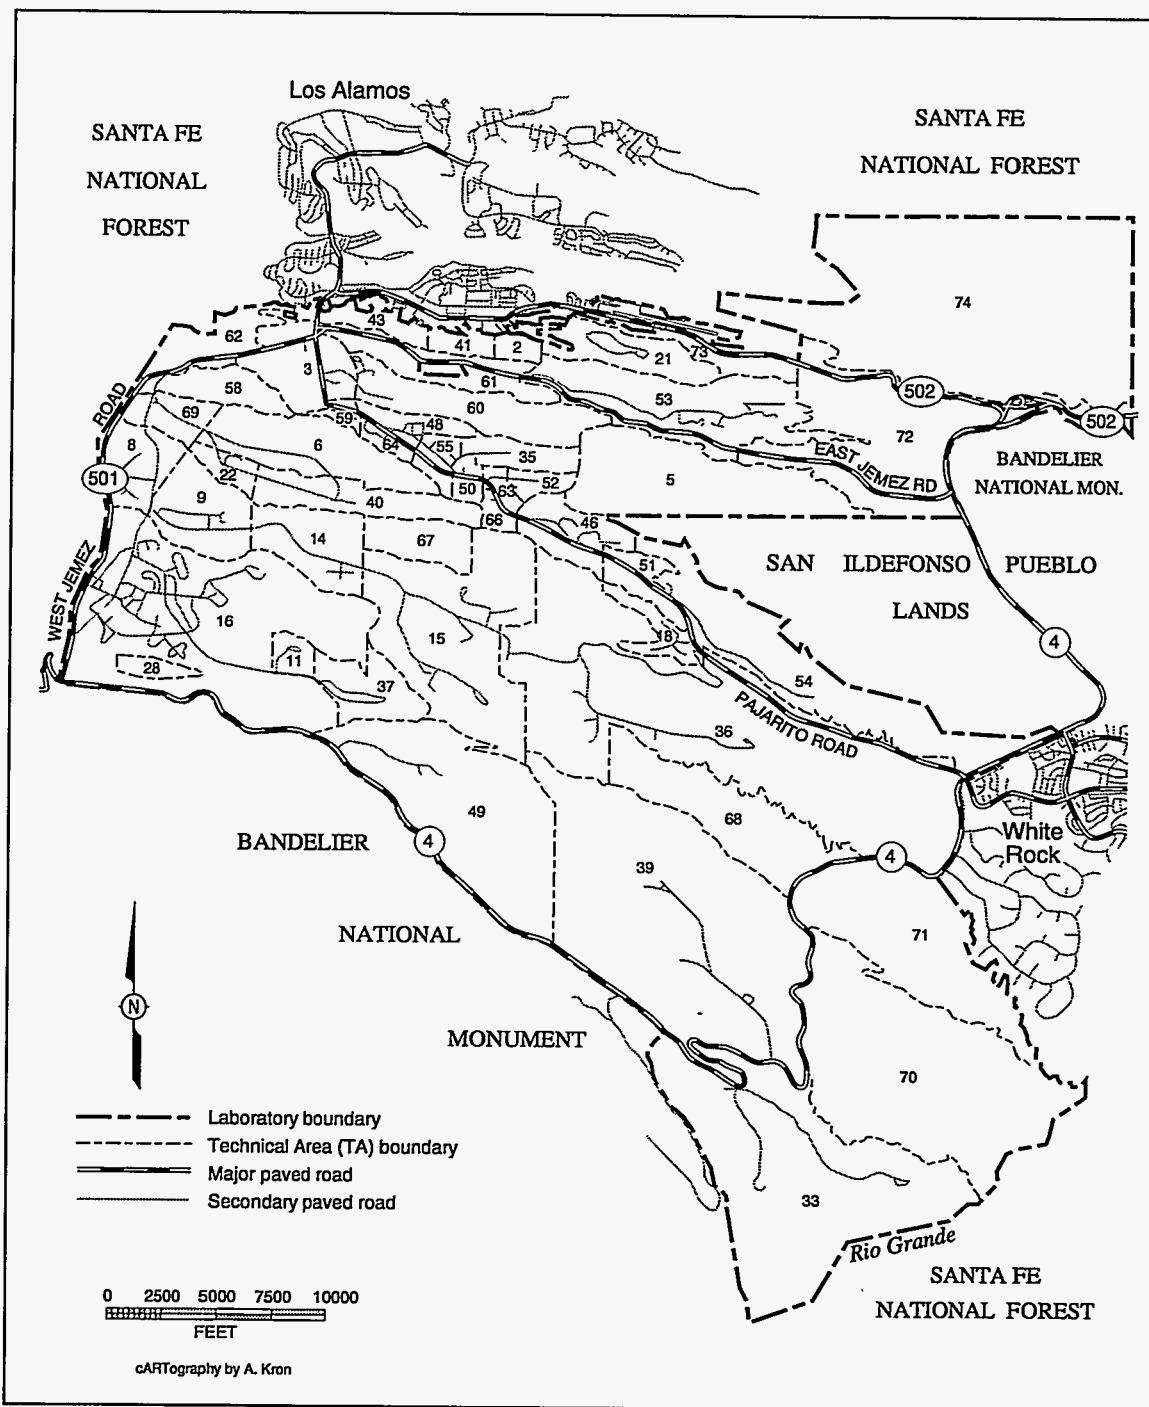 Los Alamos
SANTA FE
NATIONAL
FOREST
SANTA FE
NATIONAL FOREST
74
62
43
41
2
21
73
3
61
58
53
60
ROAD
69
59
48
502
502
72
8
6
64
55
35
EAST JEMEZ RD
BANDELIER
NATIONAL MON.
501
22
5
9
40
50
63
52
66
46
14
67
51
SAN ILDEFONSO PUEBLO
LANDS
WEST JEMEZ
16
15
18
4
28
11
37
54
36
PAJARITO ROAD
49
68
BANDELIER
4
4
White
Rock
39
NATIONAL
71
N
MONUMENT
70
Laboratory boundary
Technical Area (TA) boundary
Major paved road
Secondary paved road
33
Rio Grande
SANTA FE
NATIONAL FOREST
0 2500 5000 7500 10000
FEET
cARTography by A. Kron